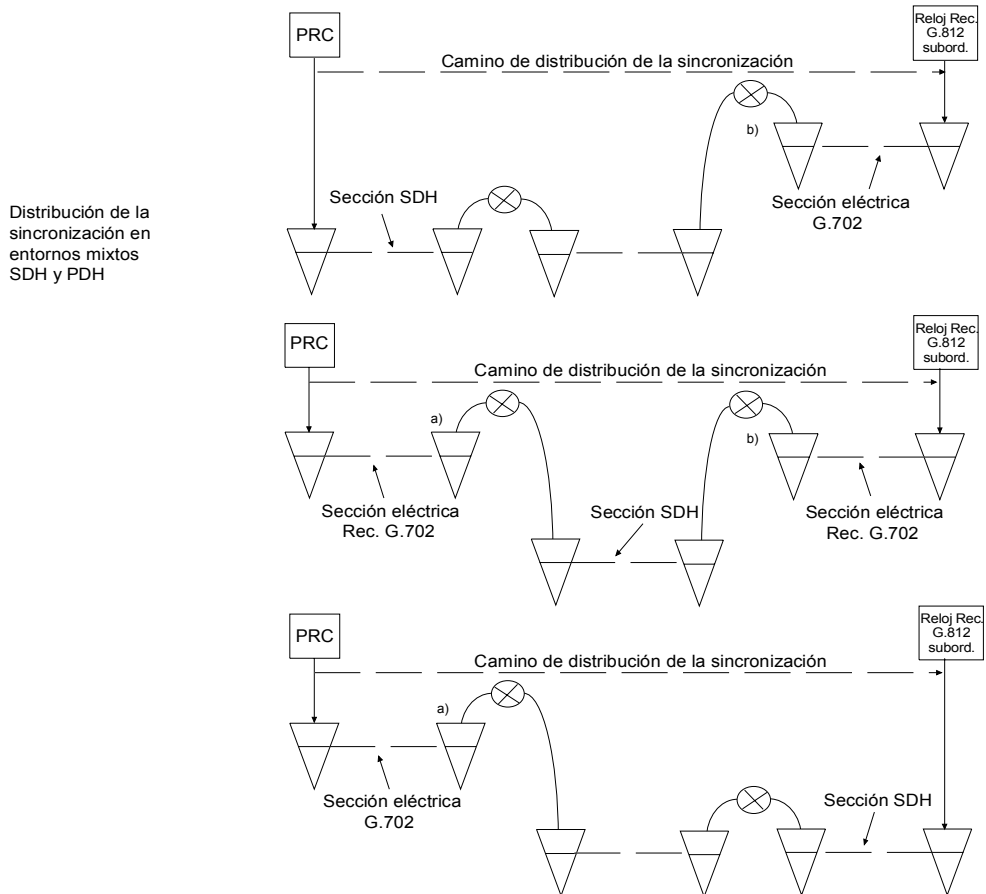 PRC
Reloj Rec.
G.812
subord.
Camino de distribución de la sincronización
b)
Sección SDH
Sección eléctrica
G.702
Distribución de la
sincronización en
entornos mixtos
SDH y PDH
PRC
Reloj Rec.
G.812
subord.
Camino de distribución de la sincronización
a)
b)
Sección eléctrica
Rec. G.702
Sección SDH
Sección eléctrica
Rec. G.702
PRC
Reloj Rec.
G.812
subord.
Camino de distribución de la sincronización
a)
Sección eléctrica
G.702
Sección SDH